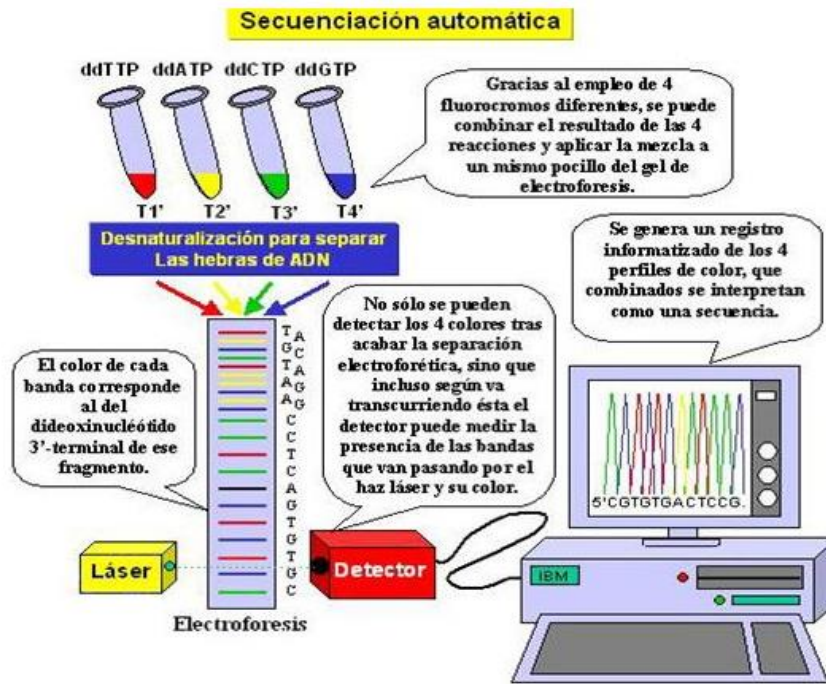 Secuenciación automática
ddTTP ddATP ddCTP ddGTP
T1' T2' T3' T4'
Gracias al empleo de 4
fluorocromos diferentes, se puede
combinar el resultado de las 4
reacciones y aplicar la mezcla a
un mismo pocillo del gel de
electroforesis.
Desnaturalización para separar
Las hebras de ADN
Se genera un registro
informatizado de los 4
perfiles de color, que
combinados se interpretan
como una secuencia.
No sólo se pueden
detectar los 4 colores tras
acabar la separación
electroforética, sino que
incluso según va
transcurriendo ésta el
detector puede medir la
presencia de las bandas
que van pasando por el
haz láser y su color.
El color de cada
banda corresponde
al del
dideoxinucléótido
3'-terminal de ese
fragmento.
T
A
G
C
T
A
A
G
A
G
C
C
T
C
A
G
T
G
T
G
C
5'CGTGTGACTCCG.
Láser
Detector
IBM
Electroforesis